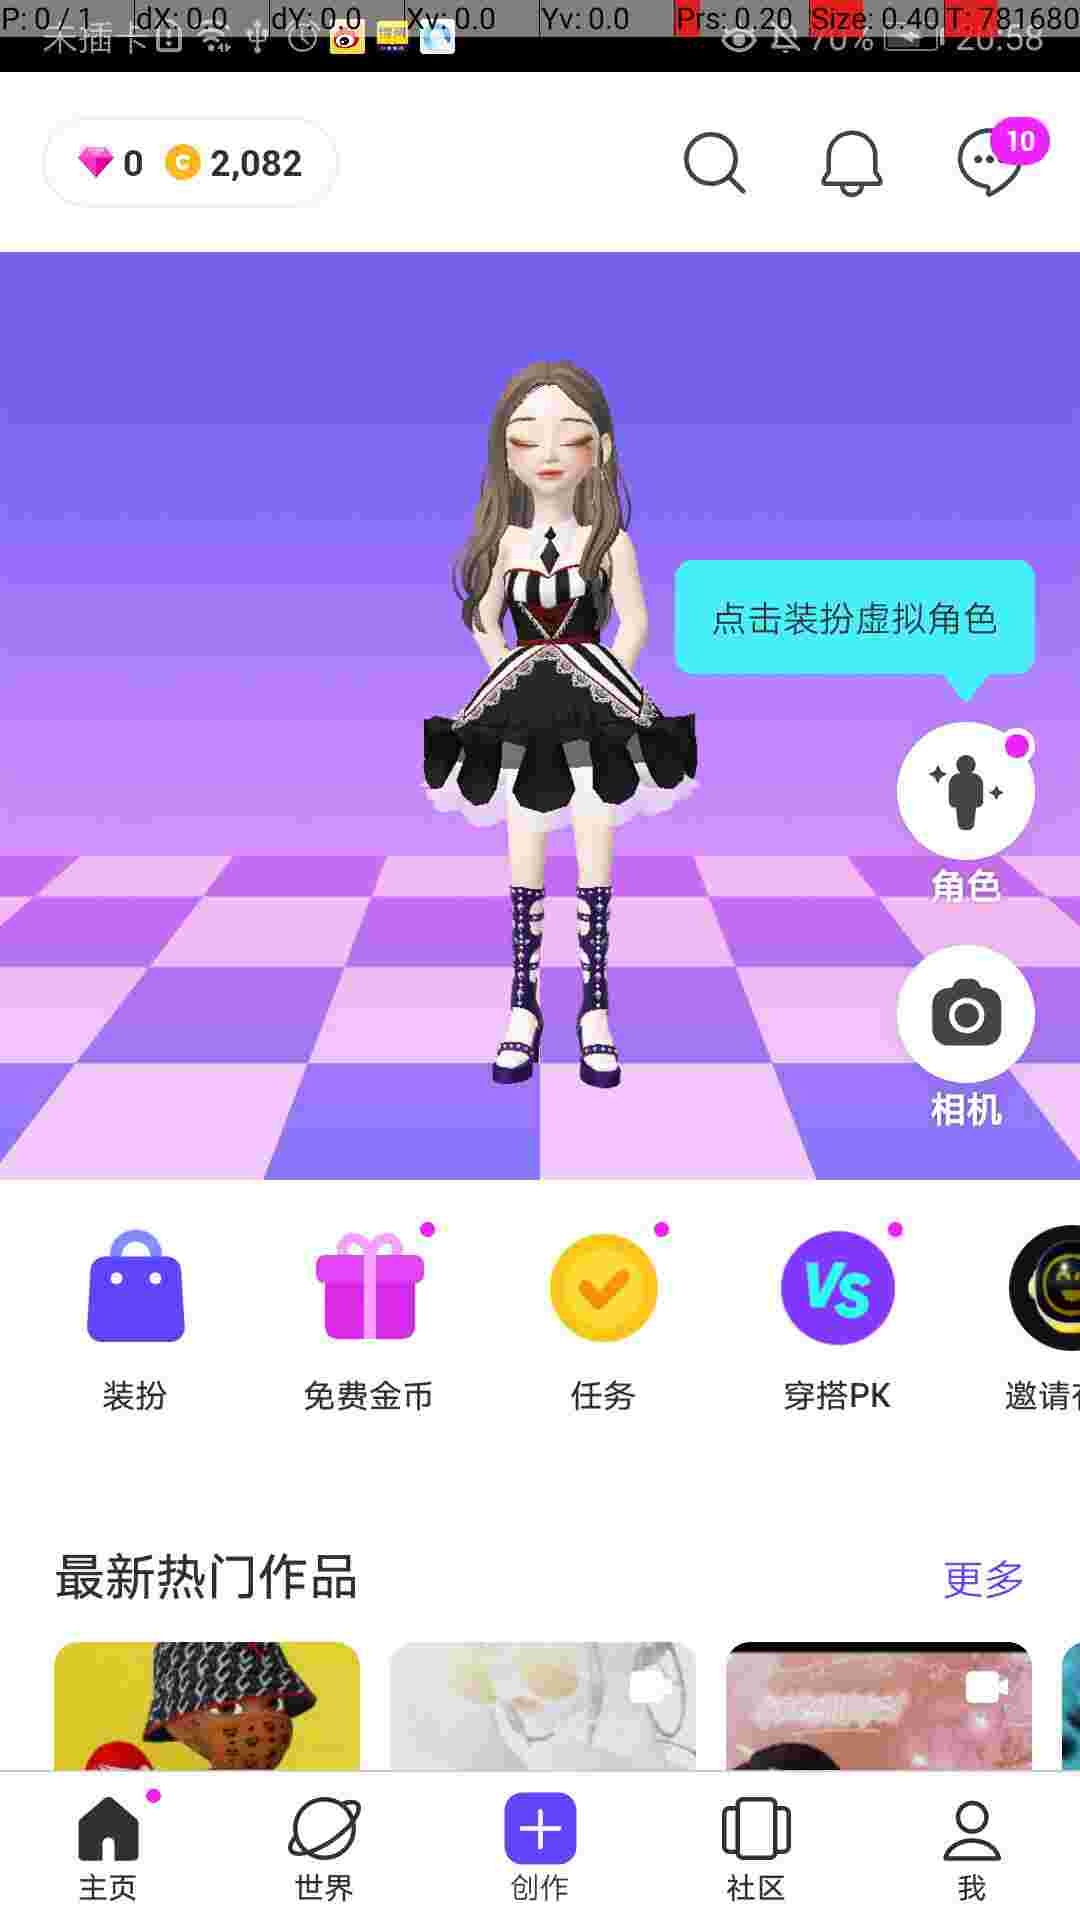 P: 0 / 1 dX: 0.0 dY: 0.0 Xv: 0.0 Yv: 0.0 Prs: 0.20 Size: 0.40 T: 781680
未插卡 70% 20:58
0 2,082 10
点击装扮虚拟角色
角色
相机
VS
装扮 免费金币 任务 穿搭PK 邀请
最新热门作品 更多
主页 世界 创作 社区 我